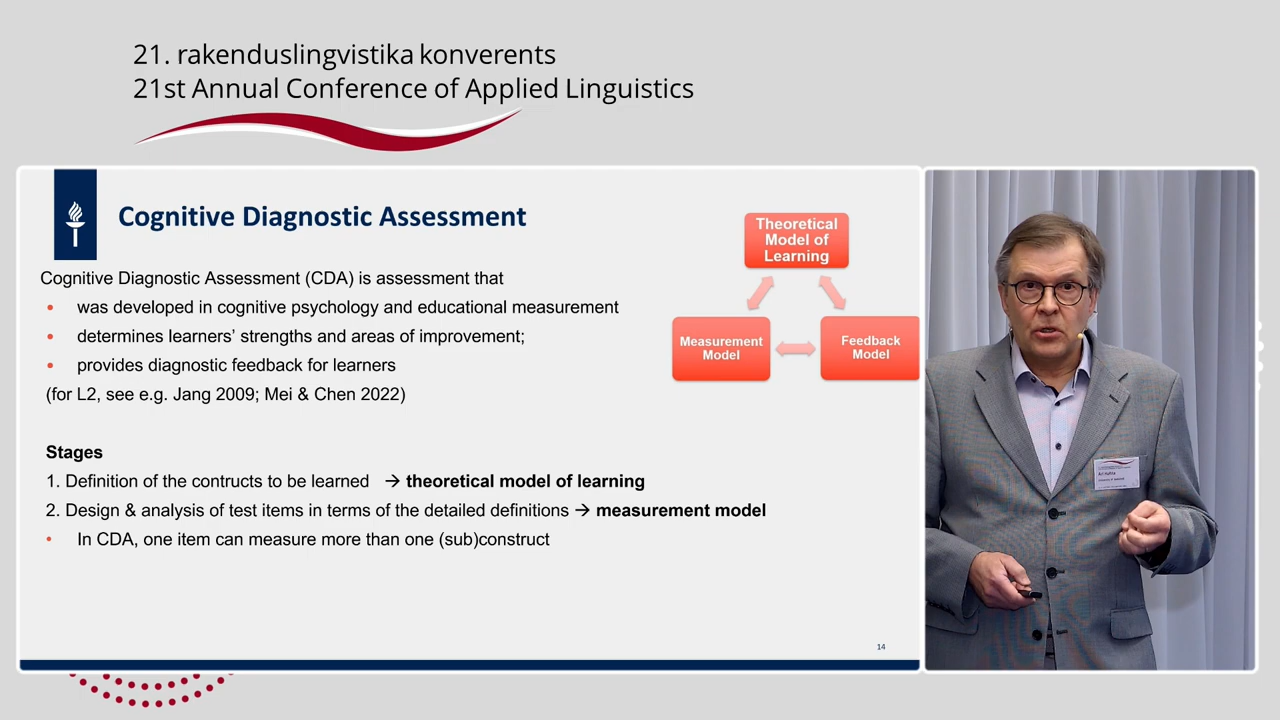 21. rakenduslingvistika konverents
21st Annual Conference of Applied Linguistics
Cognitive Diagnostic Assessment
Cognitive Diagnostic Assessment (CDA) is assessment that
• was developed in cognitive psychology and educational measurement
• determines learners’ strengths and areas of improvement;
• provides diagnostic feedback for learners
(for L2, see e.g. Jang 2009; Mei & Chen 2022)
Stages
1. Definition of the contructs to be learned → theoretical model of learning
2. Design & analysis of test items in terms of the detailed definitions → measurement model
• In CDA, one item can measure more than one (sub)construct
Theoretical
Model of
Learning
Measurement
Model
Feedback
Model
14